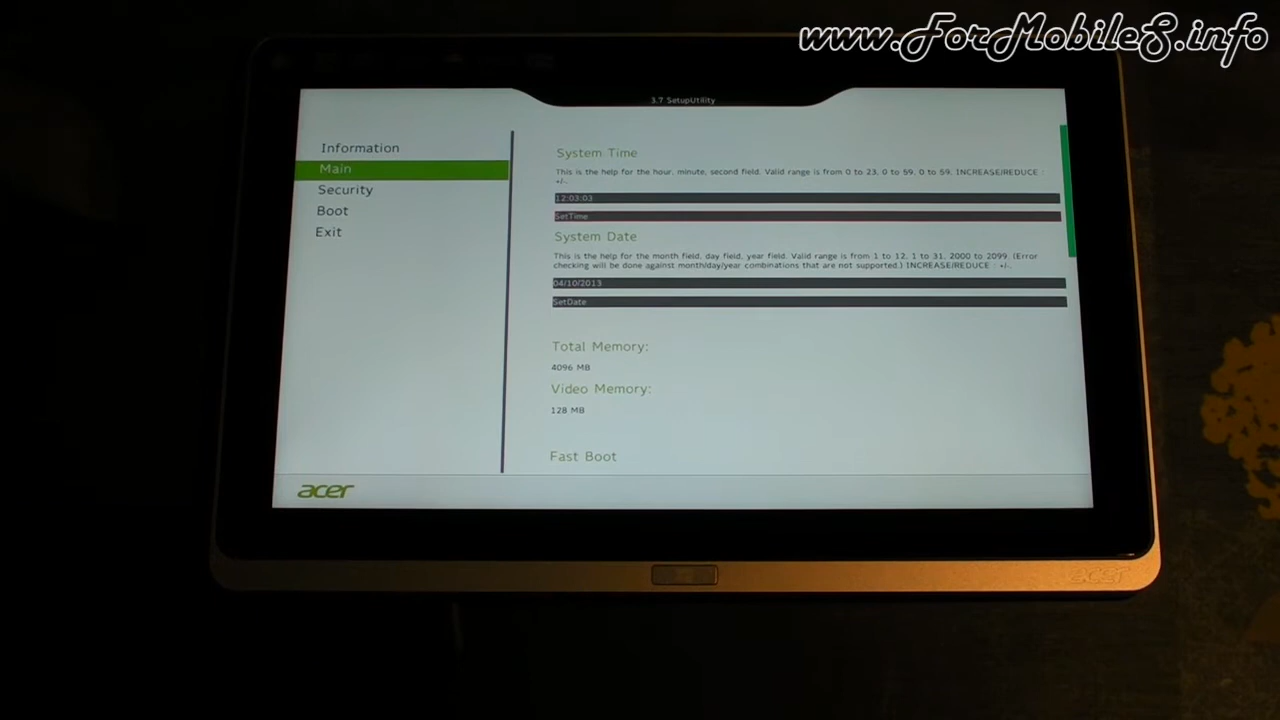 www.ForMobileS.info
3.7 SetupUtility
Information
Main
Security
Boot
Exit
System Time
This is the help for the hour, minute, second field. Valid range is from 0 to 23, 0 to 59, 0 to 59. INCREASE/REDUCE :
+/-.
12:03:03
SetTime
System Date
This is the help for the month field, day field, year field. Valid range is from 1 to 12, 1 to 31, 2000 to 2099. (Error
checking will be done against month/day/year combinations that are not supported.) INCREASE/REDUCE : +/-.
04/10/2013
SetDate
Total Memory:
4096 MB
Video Memory:
128 MB
Fast Boot
acer
acer